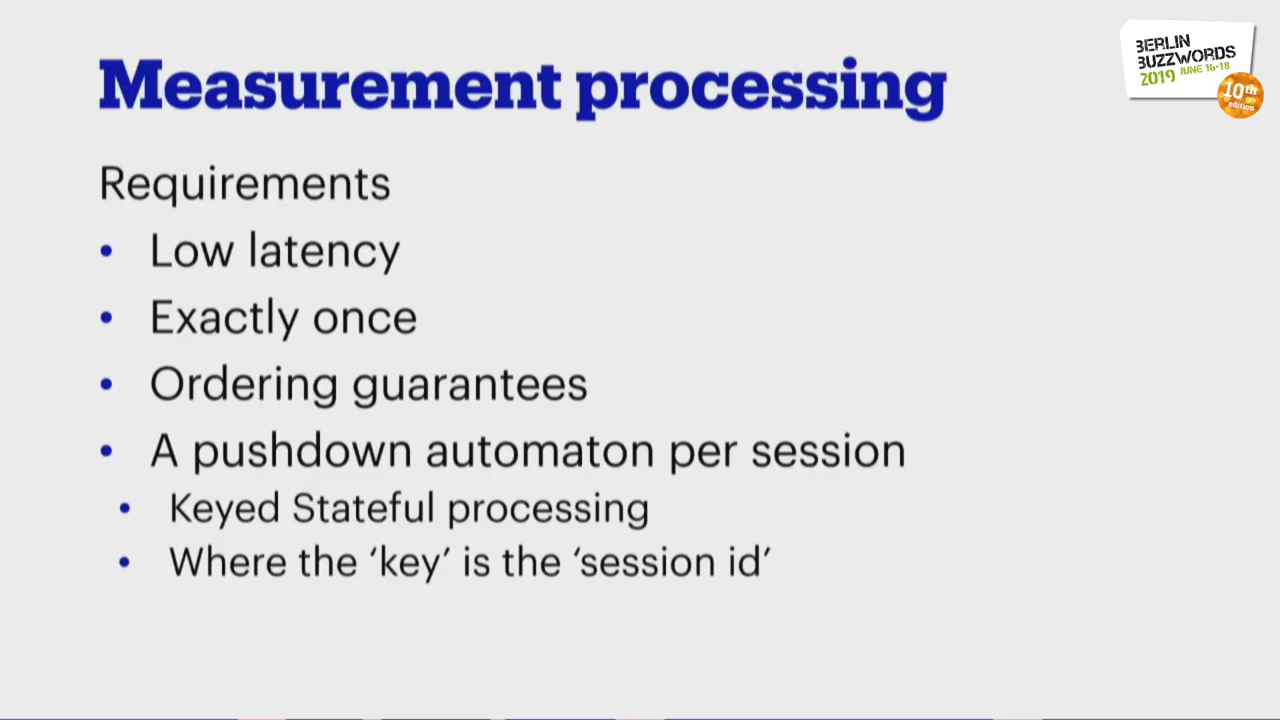 Measurement processing
BERLIN
BUZZWORDS
2019 JUNE 16-18
10th
edition
Requirements
• Low latency
• Exactly once
• Ordering guarantees
• A pushdown automaton per session
• Keyed Stateful processing
• Where the ‘key’ is the ‘session id’